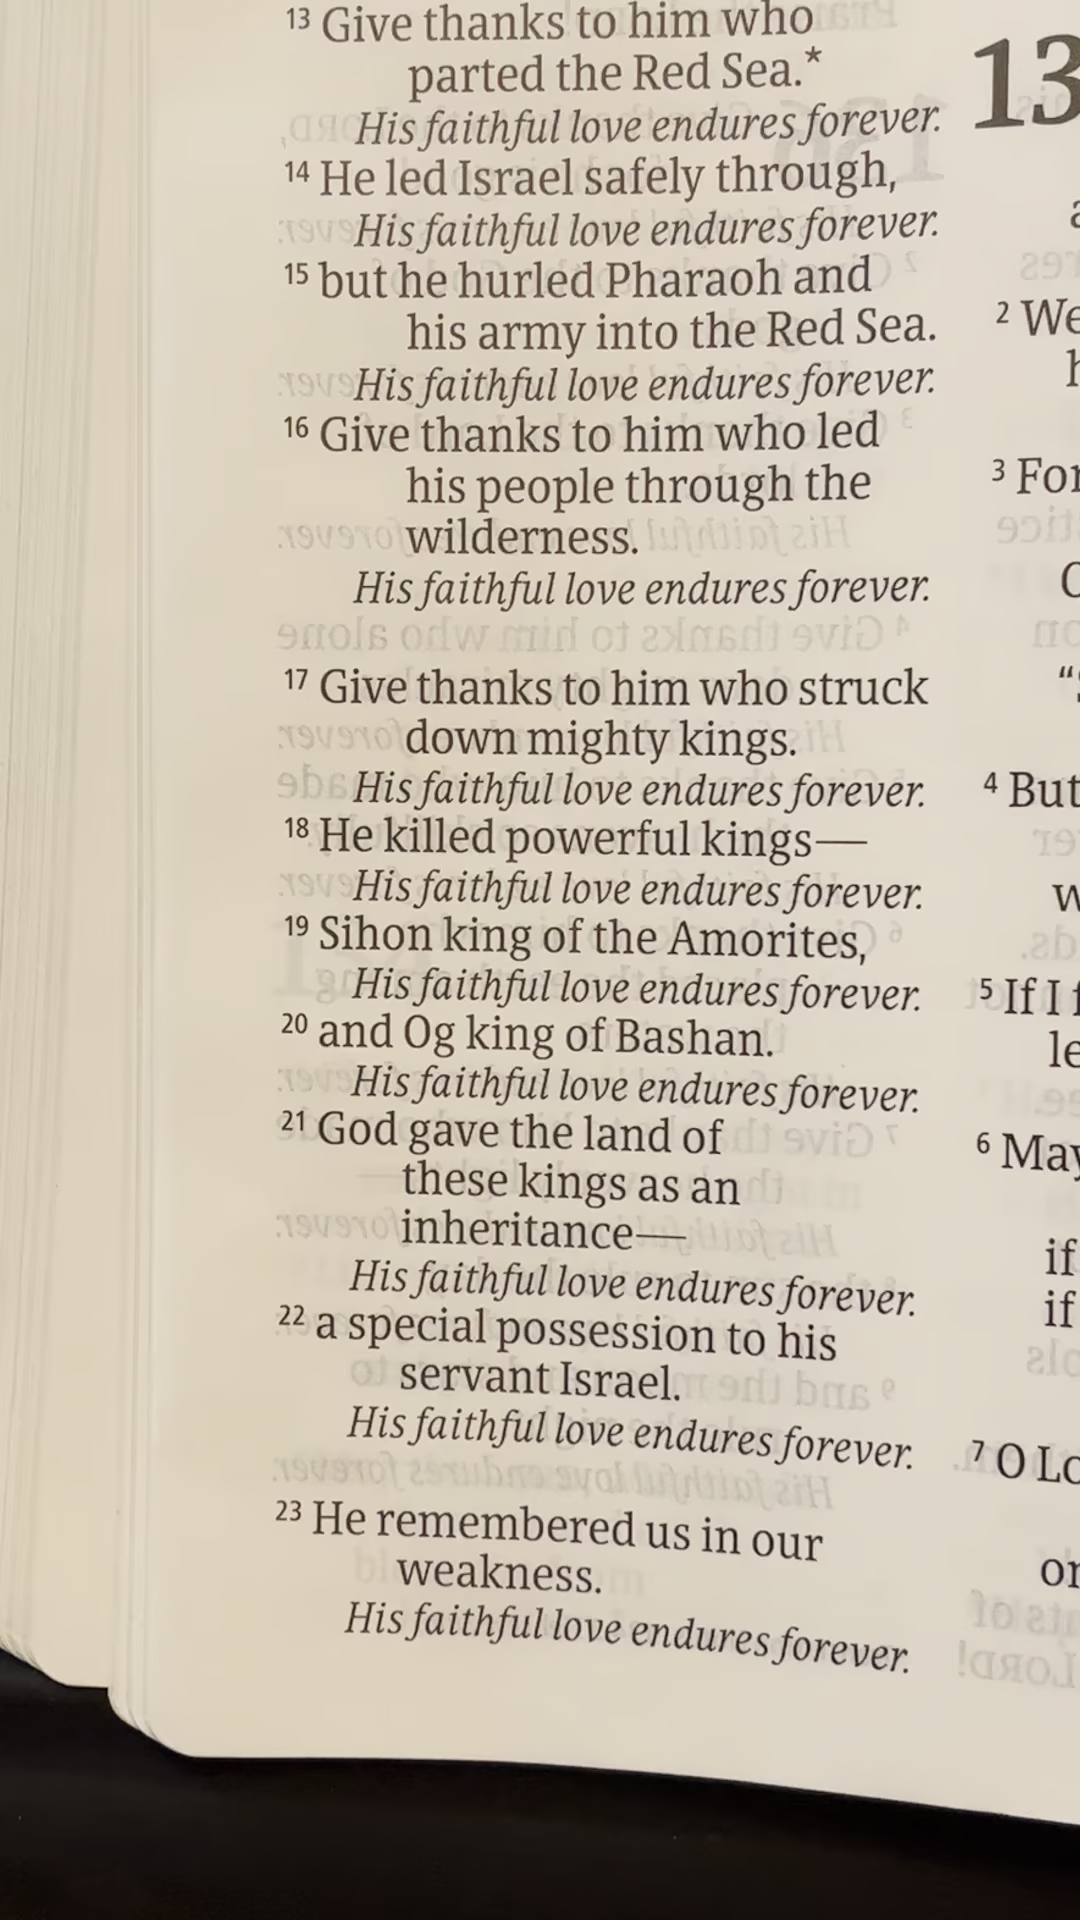 13 Give thanks to him who
parted the Red Sea.*
His faithful love endures forever.
14 He led Israel safely through,
His faithful love endures forever.
15 but he hurled Pharaoh and
his army into the Red Sea.
His faithful love endures forever.
16 Give thanks to him who led
his people through the
wilderness.
His faithful love endures forever.
17 Give thanks to him who struck
down mighty kings.
His faithful love endures forever.
18 He killed powerful kings—
His faithful love endures forever.
19 Sihon king of the Amorites,
His faithful love endures forever.
20 and Og king of Bashan.
His faithful love endures forever.
21 God gave the land of
these kings as an
inheritance—
His faithful love endures forever.
22 a special possession to his
servant Israel.
His faithful love endures forever.
23 He remembered us in our
weakness.
His faithful love endures forever.
13
2 We
3 For
4 But
5 If I
le
6 May
if
if
7 O Lo
or